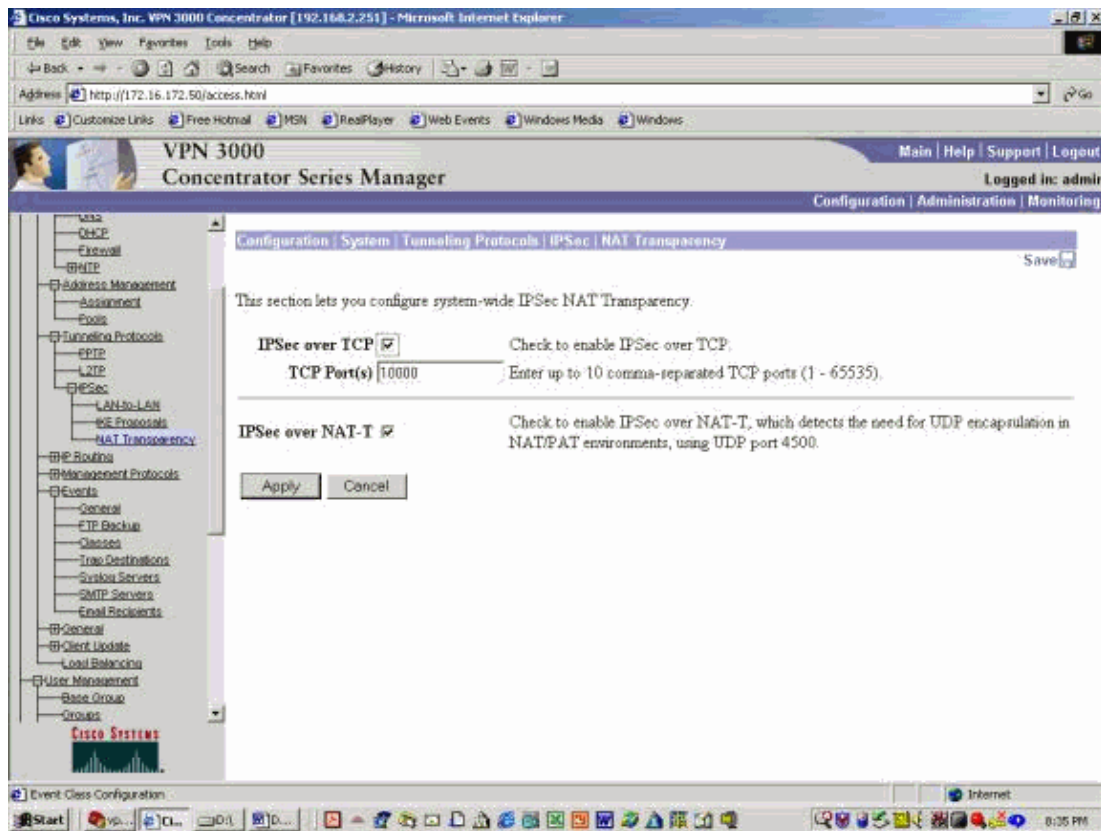 Cisco Systems, Inc. VPN 3000 Concentrator [192.168.2.251] - Microsoft Internet Explorer
File Edit View Favorites Tools Help
Back Search Favorites History
Address http://172.16.172.50/access.html Go
Links Customize Links Free Hotmail MSN RealPlayer Web Events Windows Media Windows
VPN 3000
Concentrator Series Manager
Main | Help | Support | Logout
Logged in: admin
Configuration | Administration | Monitoring
DNS
DHCP
Firewall
NTP
Address Management
Assignment
Pools
Tunneling Protocols
PPTP
L2TP
IPSec
LAN-to-LAN
IKE Proposals
NAT Transparency
IP Routing
Management Protocols
Events
General
FTP Backup
Classes
Trap Destinations
Syslog Servers
SMTP Servers
Email Recipients
General
Client Update
Load Balancing
User Management
Base Group
Groups
CISCO SYSTEMS
Configuration | System | Tunneling Protocols | IPSec | NAT Transparency
Save
This section lets you configure system-wide IPSec NAT Transparency.
IPSec over TCP Check to enable IPSec over TCP.
TCP Port(s) 10000 Enter up to 10 comma-separated TCP ports (1 - 65535).
IPSec over NAT-T Check to enable IPSec over NAT-T, which detects the need for UDP encapsulation in
NAT/PAT environments, using UDP port 4500.
Apply Cancel
Event Class Configuration Internet
Start vp... Ci... D:\ D... 8:35 PM